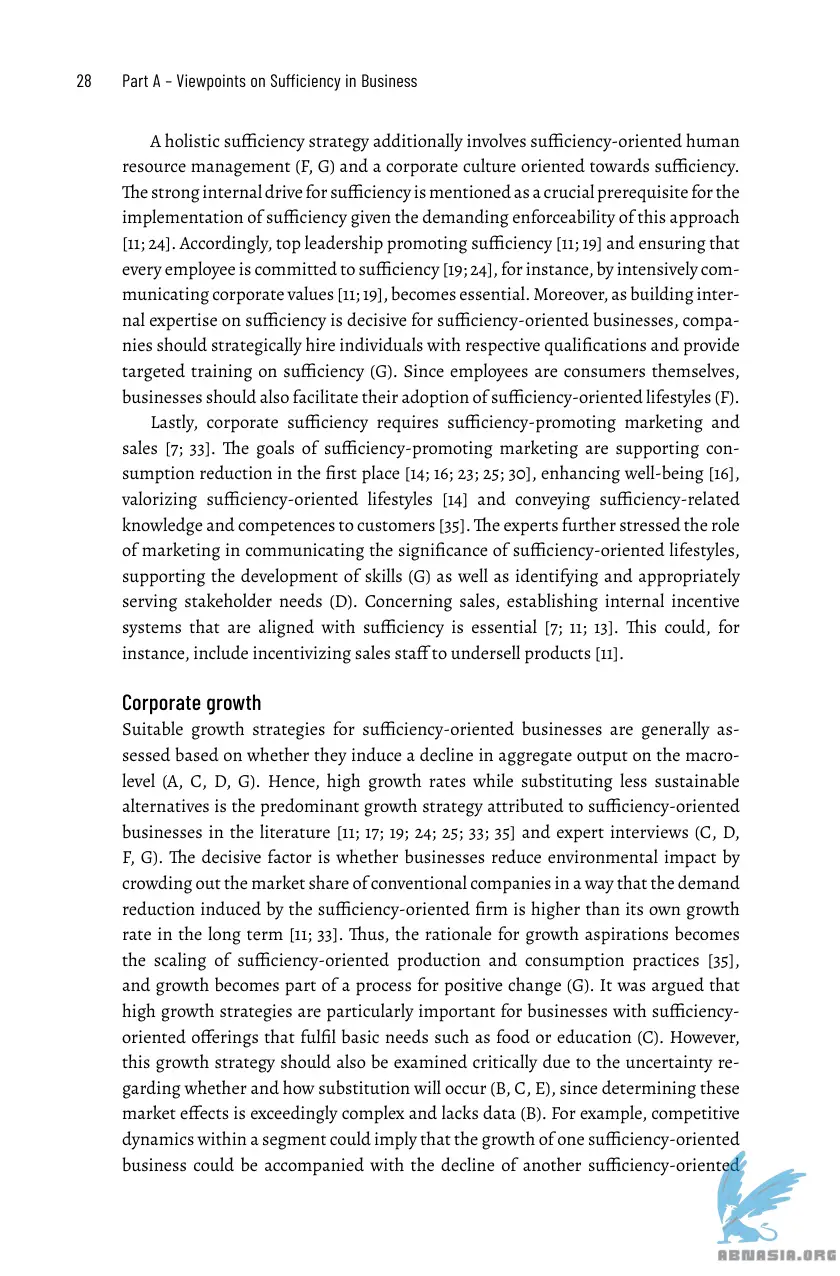 28 Part A – Viewpoints on Sufficiency in Business
A holistic sufficiency strategy additionally involves sufficiency-oriented human
resource management (F, G) and a corporate culture oriented towards sufficiency.
The strong internal drive for sufficiency is mentioned as a crucial prerequisite for the
implementation of sufficiency given the demanding enforceability of this approach
[11; 24]. Accordingly, top leadership promoting sufficiency [11; 19] and ensuring that
every employee is committed to sufficiency [19; 24], for instance, by intensively com-
municating corporate values [11; 19], becomes essential. Moreover, as building inter-
nal expertise on sufficiency is decisive for sufficiency-oriented businesses, compa-
nies should strategically hire individuals with respective qualifications and provide
targeted training on sufficiency (G). Since employees are consumers themselves,
businesses should also facilitate their adoption of sufficiency-oriented lifestyles (F).
Lastly, corporate sufficiency requires sufficiency-promoting marketing and
sales [7; 33]. The goals of sufficiency-promoting marketing are supporting con-
sumption reduction in the first place [14; 16; 23; 25; 30], enhancing well-being [16],
valorizing sufficiency-oriented lifestyles [14] and conveying sufficiency-related
knowledge and competences to customers [35]. The experts further stressed the role
of marketing in communicating the significance of sufficiency-oriented lifestyles,
supporting the development of skills (G) as well as identifying and appropriately
serving stakeholder needs (D). Concerning sales, establishing internal incentive
systems that are aligned with sufficiency is essential [7; 11; 13]. This could, for
instance, include incentivizing sales staff to undersell products [11].
Corporate growth
Suitable growth strategies for sufficiency-oriented businesses are generally as-
sessed based on whether they induce a decline in aggregate output on the macro-
level (A, C, D, G). Hence, high growth rates while substituting less sustainable
alternatives is the predominant growth strategy attributed to sufficiency-oriented
businesses in the literature [11; 17; 19; 24; 25; 33; 35] and expert interviews (C, D,
F, G). The decisive factor is whether businesses reduce environmental impact by
crowding out the market share of conventional companies in a way that the demand
reduction induced by the sufficiency-oriented firm is higher than its own growth
rate in the long term [11; 33]. Thus, the rationale for growth aspirations becomes
the scaling of sufficiency-oriented production and consumption practices [35],
and growth becomes part of a process for positive change (G). It was argued that
high growth strategies are particularly important for businesses with sufficiency-
oriented offerings that fulfil basic needs such as food or education (C). However,
this growth strategy should also be examined critically due to the uncertainty re-
garding whether and how substitution will occur (B, C, E), since determining these
market effects is exceedingly complex and lacks data (B). For example, competitive
dynamics within a segment could imply that the growth of one sufficiency-oriented
business could be accompanied with the decline of another sufficiency-oriented
ABNASIA.ORG